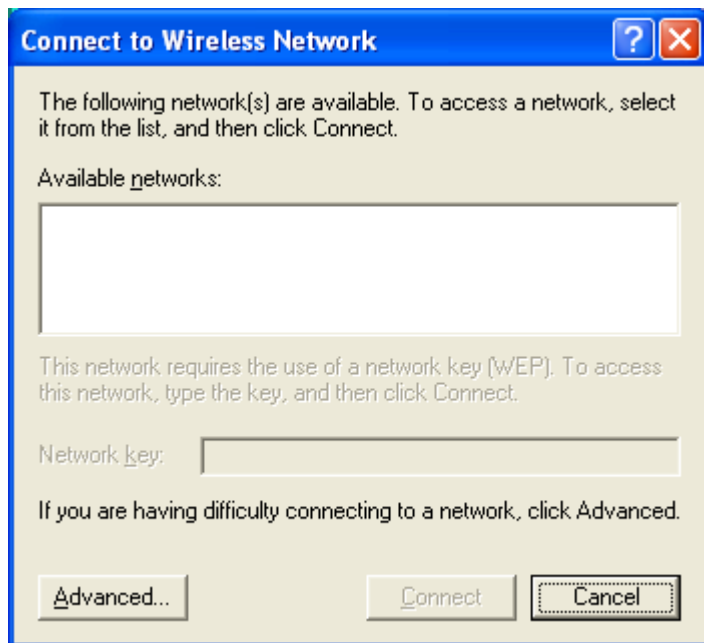 Connect to Wireless Network
?
The following network(s) are available. To access a network, select
it from the list, and then click Connect.
Available networks:
This network requires the use of a network key (WEP). To access
this network, type the key, and then click Connect.
Network key:
If you are having difficulty connecting to a network, click Advanced.
Advanced... Connect Cancel